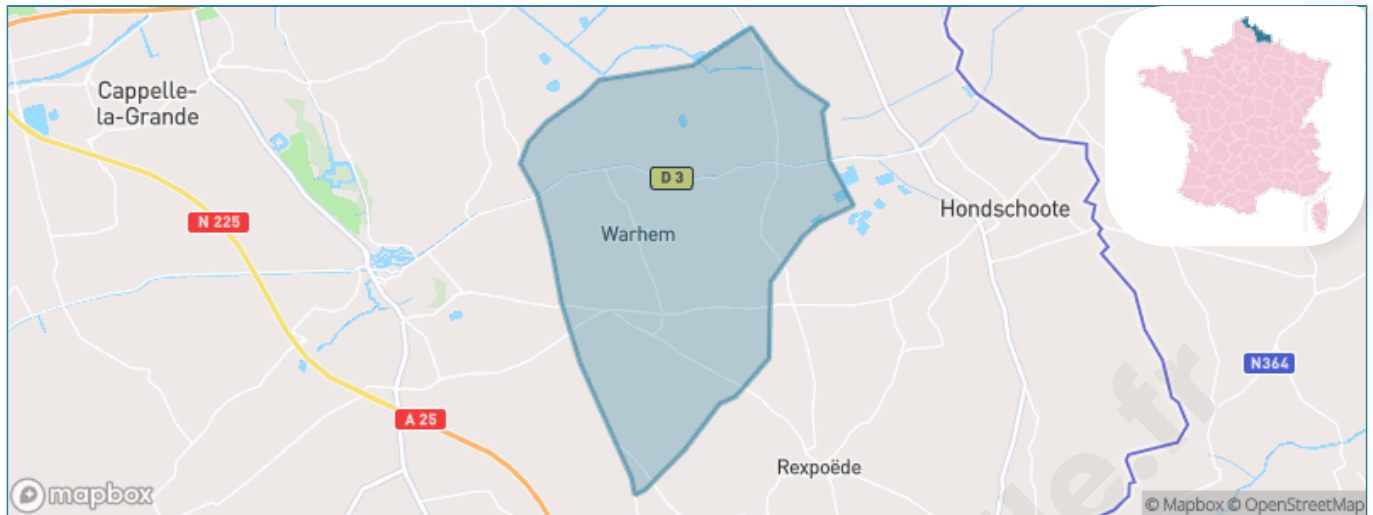 Cappelle-
la-Grande
D 3
N 225
Warhem
Hondschoote
N364
A 25
Rexpoëde
mapbox
© Mapbox © OpenStreetMap